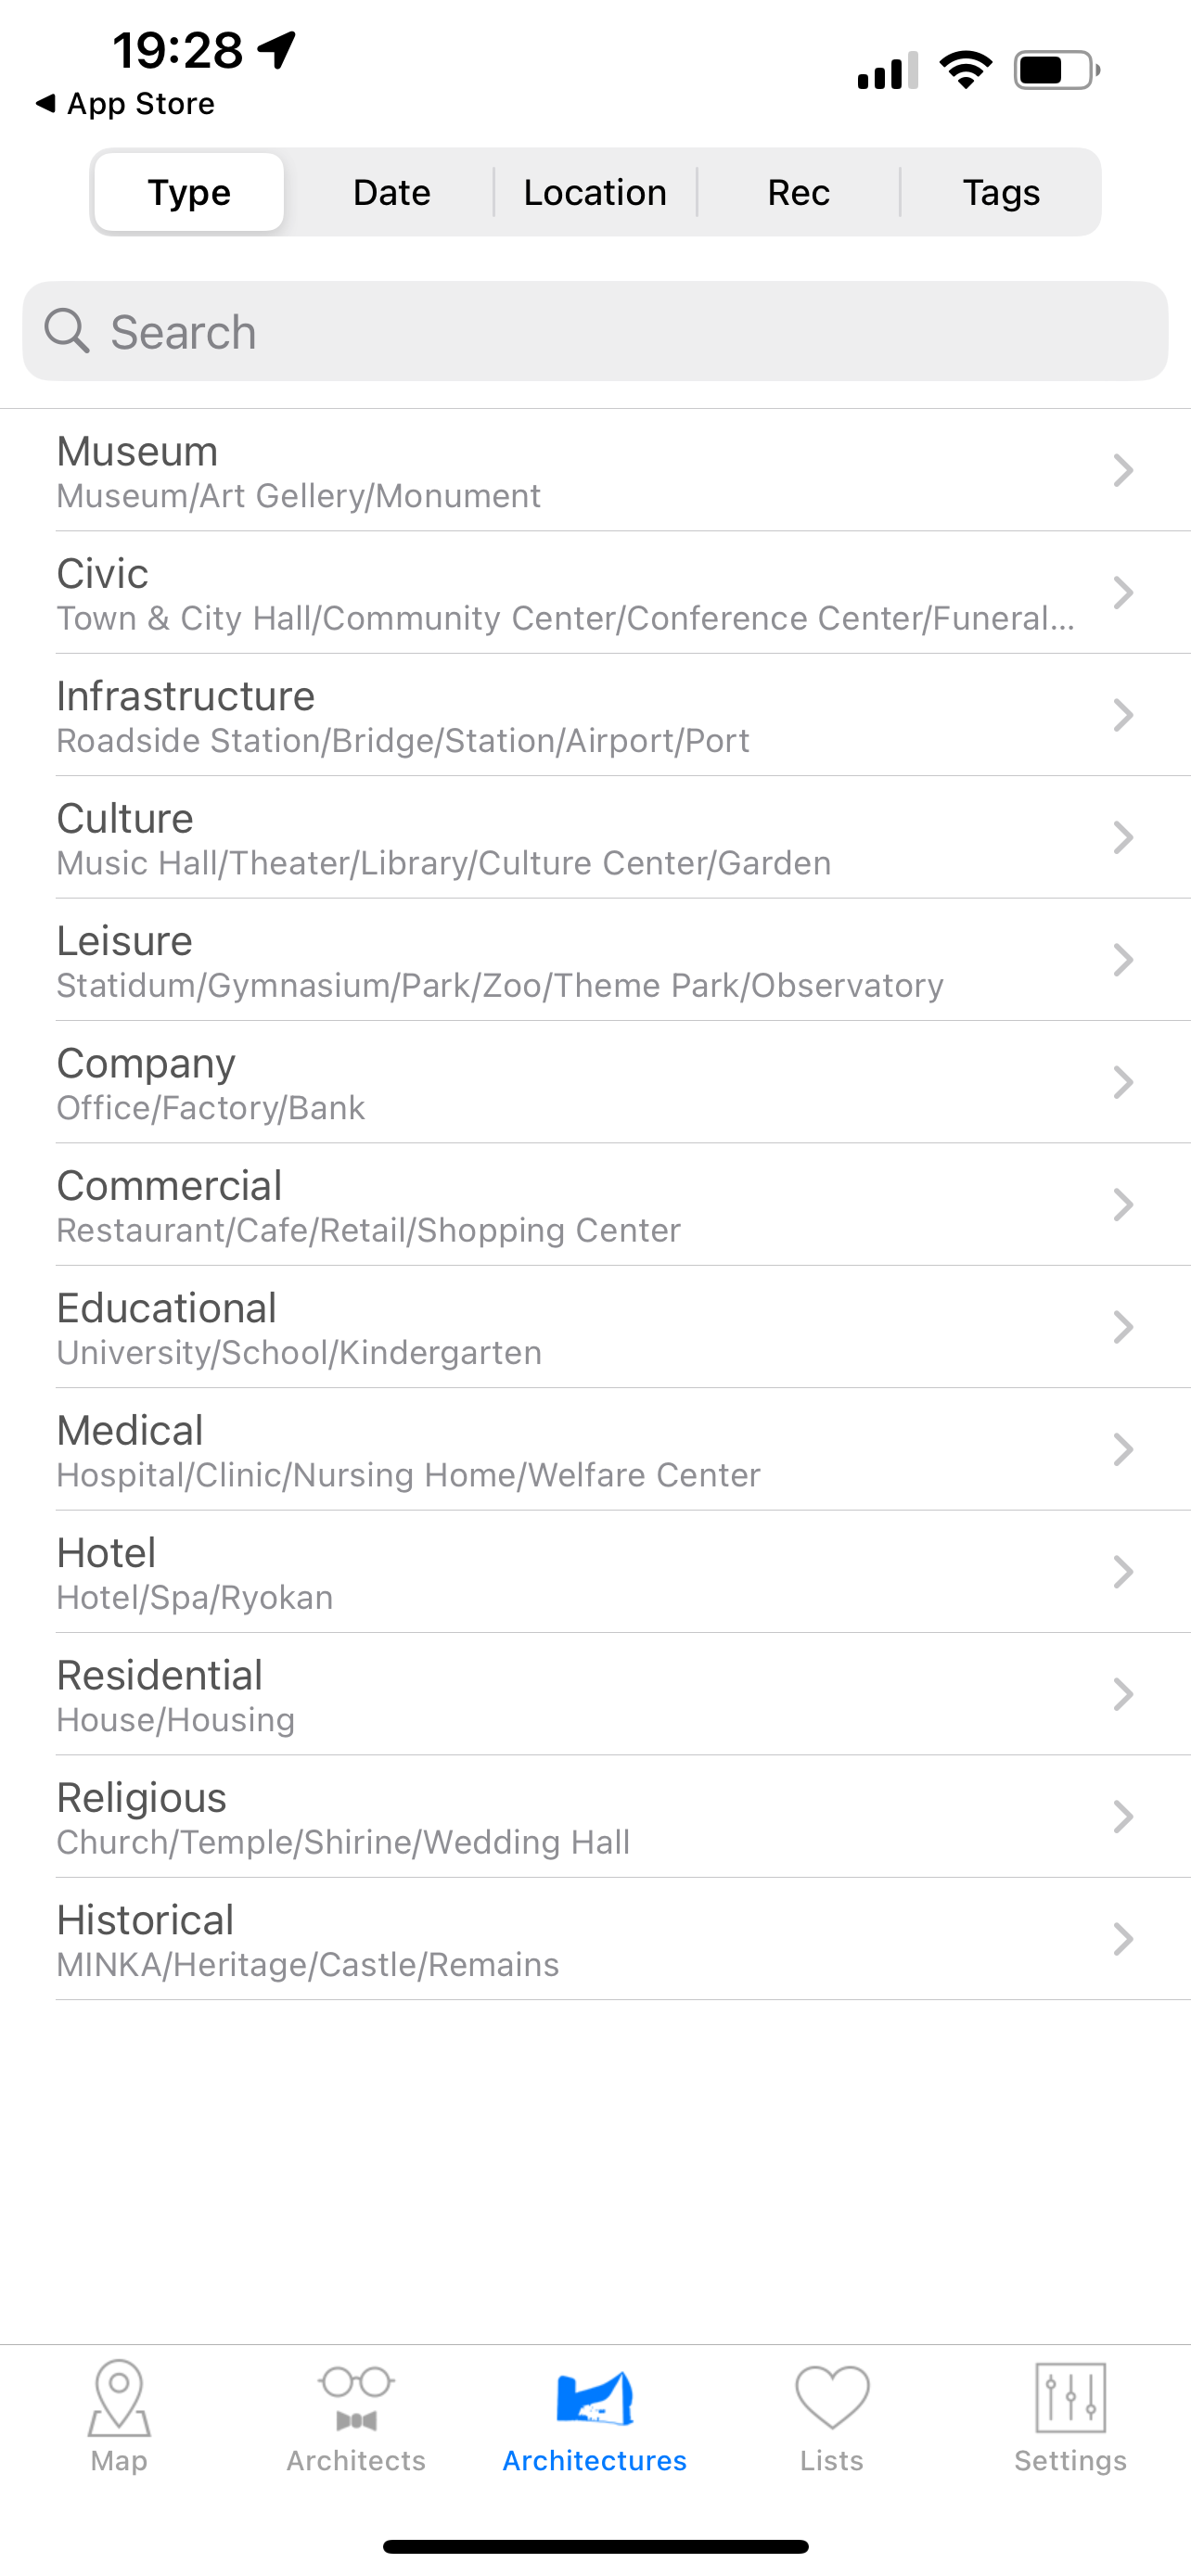 19:28
App Store
Type Date Location Rec Tags
Search
Museum
Museum/Art Gellery/Monument
Civic
Town & City Hall/Community Center/Conference Center/Funeral...
Infrastructure
Roadside Station/Bridge/Station/Airport/Port
Culture
Music Hall/Theater/Library/Culture Center/Garden
Leisure
Statidum/Gymnasium/Park/Zoo/Theme Park/Observatory
Company
Office/Factory/Bank
Commercial
Restaurant/Cafe/Retail/Shopping Center
Educational
University/School/Kindergarten
Medical
Hospital/Clinic/Nursing Home/Welfare Center
Hotel
Hotel/Spa/Ryokan
Residential
House/Housing
Religious
Church/Temple/Shirine/Wedding Hall
Historical
MINKA/Heritage/Castle/Remains
Map Architects Architectures Lists Settings